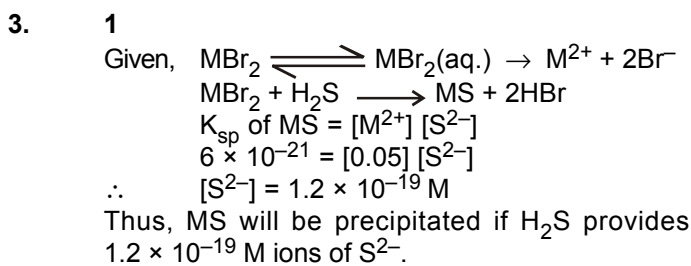 3. 1
Given, MBr₂ ⇌ MBr₂(aq.) → M²⁺ + 2Br⁻
MBr₂ + H₂S ⟶ MS + 2HBr
Kₛₚ of MS = [M²⁺] [S²⁻]
6 × 10⁻²¹ = [0.05] [S²⁻]
∴ [S²⁻] = 1.2 × 10⁻¹⁹ M
Thus, MS will be precipitated if H₂S provides
1.2 × 10⁻¹⁹ M ions of S²⁻.